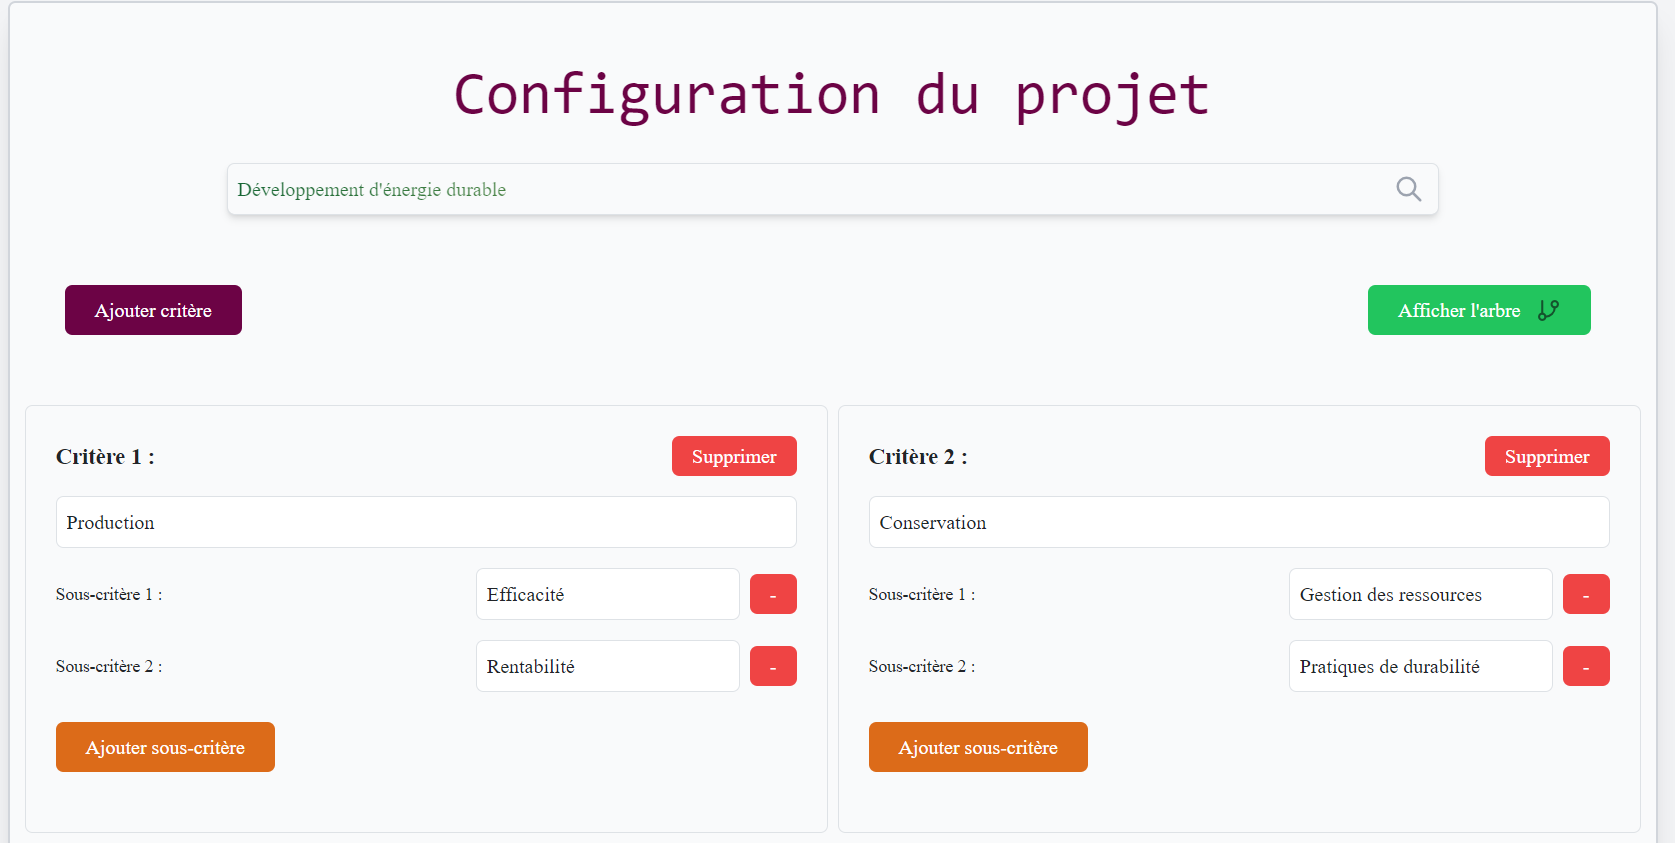 Configuration du projet
Développement d'énergie durable
Ajouter critère
Afficher l'arbre
Critère 1 :
Supprimer
Production
Sous-critère 1 :
Efficacité
-
Sous-critère 2 :
Rentabilité
-
Ajouter sous-critère
Critère 2 :
Supprimer
Conservation
Sous-critère 1 :
Gestion des ressources
-
Sous-critère 2 :
Pratiques de durabilité
-
Ajouter sous-critère